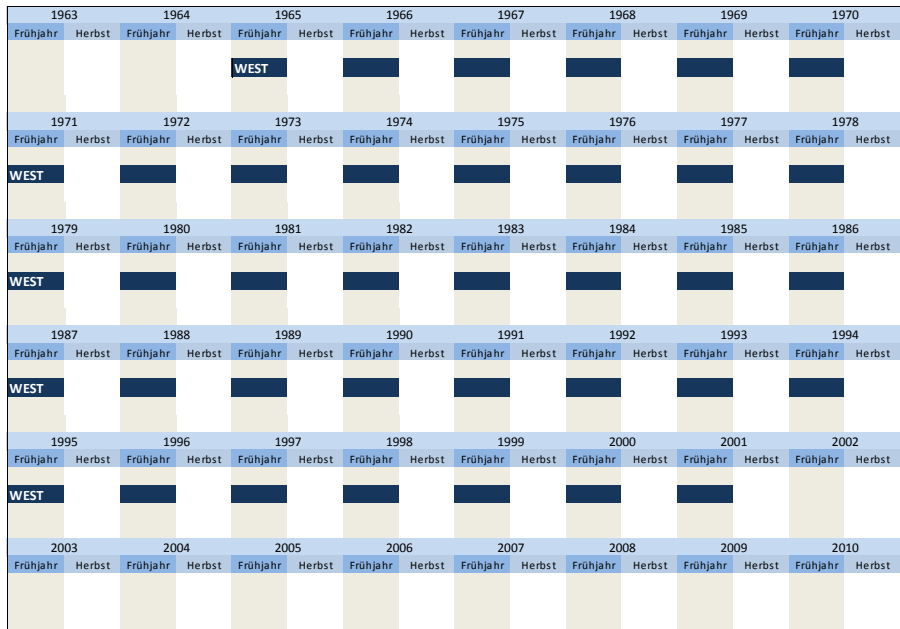 1963 1964 1965 1966 1967 1968 1969 1970
Frühjahr Herbst Frühjahr Herbst Frühjahr Herbst Frühjahr Herbst Frühjahr Herbst Frühjahr Herbst Frühjahr Herbst Frühjahr Herbst
WEST
1971 1972 1973 1974 1975 1976 1977 1978
Frühjahr Herbst Frühjahr Herbst Frühjahr Herbst Frühjahr Herbst Frühjahr Herbst Frühjahr Herbst Frühjahr Herbst Frühjahr Herbst
WEST
1979 1980 1981 1982 1983 1984 1985 1986
Frühjahr Herbst Frühjahr Herbst Frühjahr Herbst Frühjahr Herbst Frühjahr Herbst Frühjahr Herbst Frühjahr Herbst Frühjahr Herbst
WEST
1987 1988 1989 1990 1991 1992 1993 1994
Frühjahr Herbst Frühjahr Herbst Frühjahr Herbst Frühjahr Herbst Frühjahr Herbst Frühjahr Herbst Frühjahr Herbst Frühjahr Herbst
WEST
1995 1996 1997 1998 1999 2000 2001 2002
Frühjahr Herbst Frühjahr Herbst Frühjahr Herbst Frühjahr Herbst Frühjahr Herbst Frühjahr Herbst Frühjahr Herbst Frühjahr Herbst
WEST
2003 2004 2005 2006 2007 2008 2009 2010
Frühjahr Herbst Frühjahr Herbst Frühjahr Herbst Frühjahr Herbst Frühjahr Herbst Frühjahr Herbst Frühjahr Herbst Frühjahr Herbst